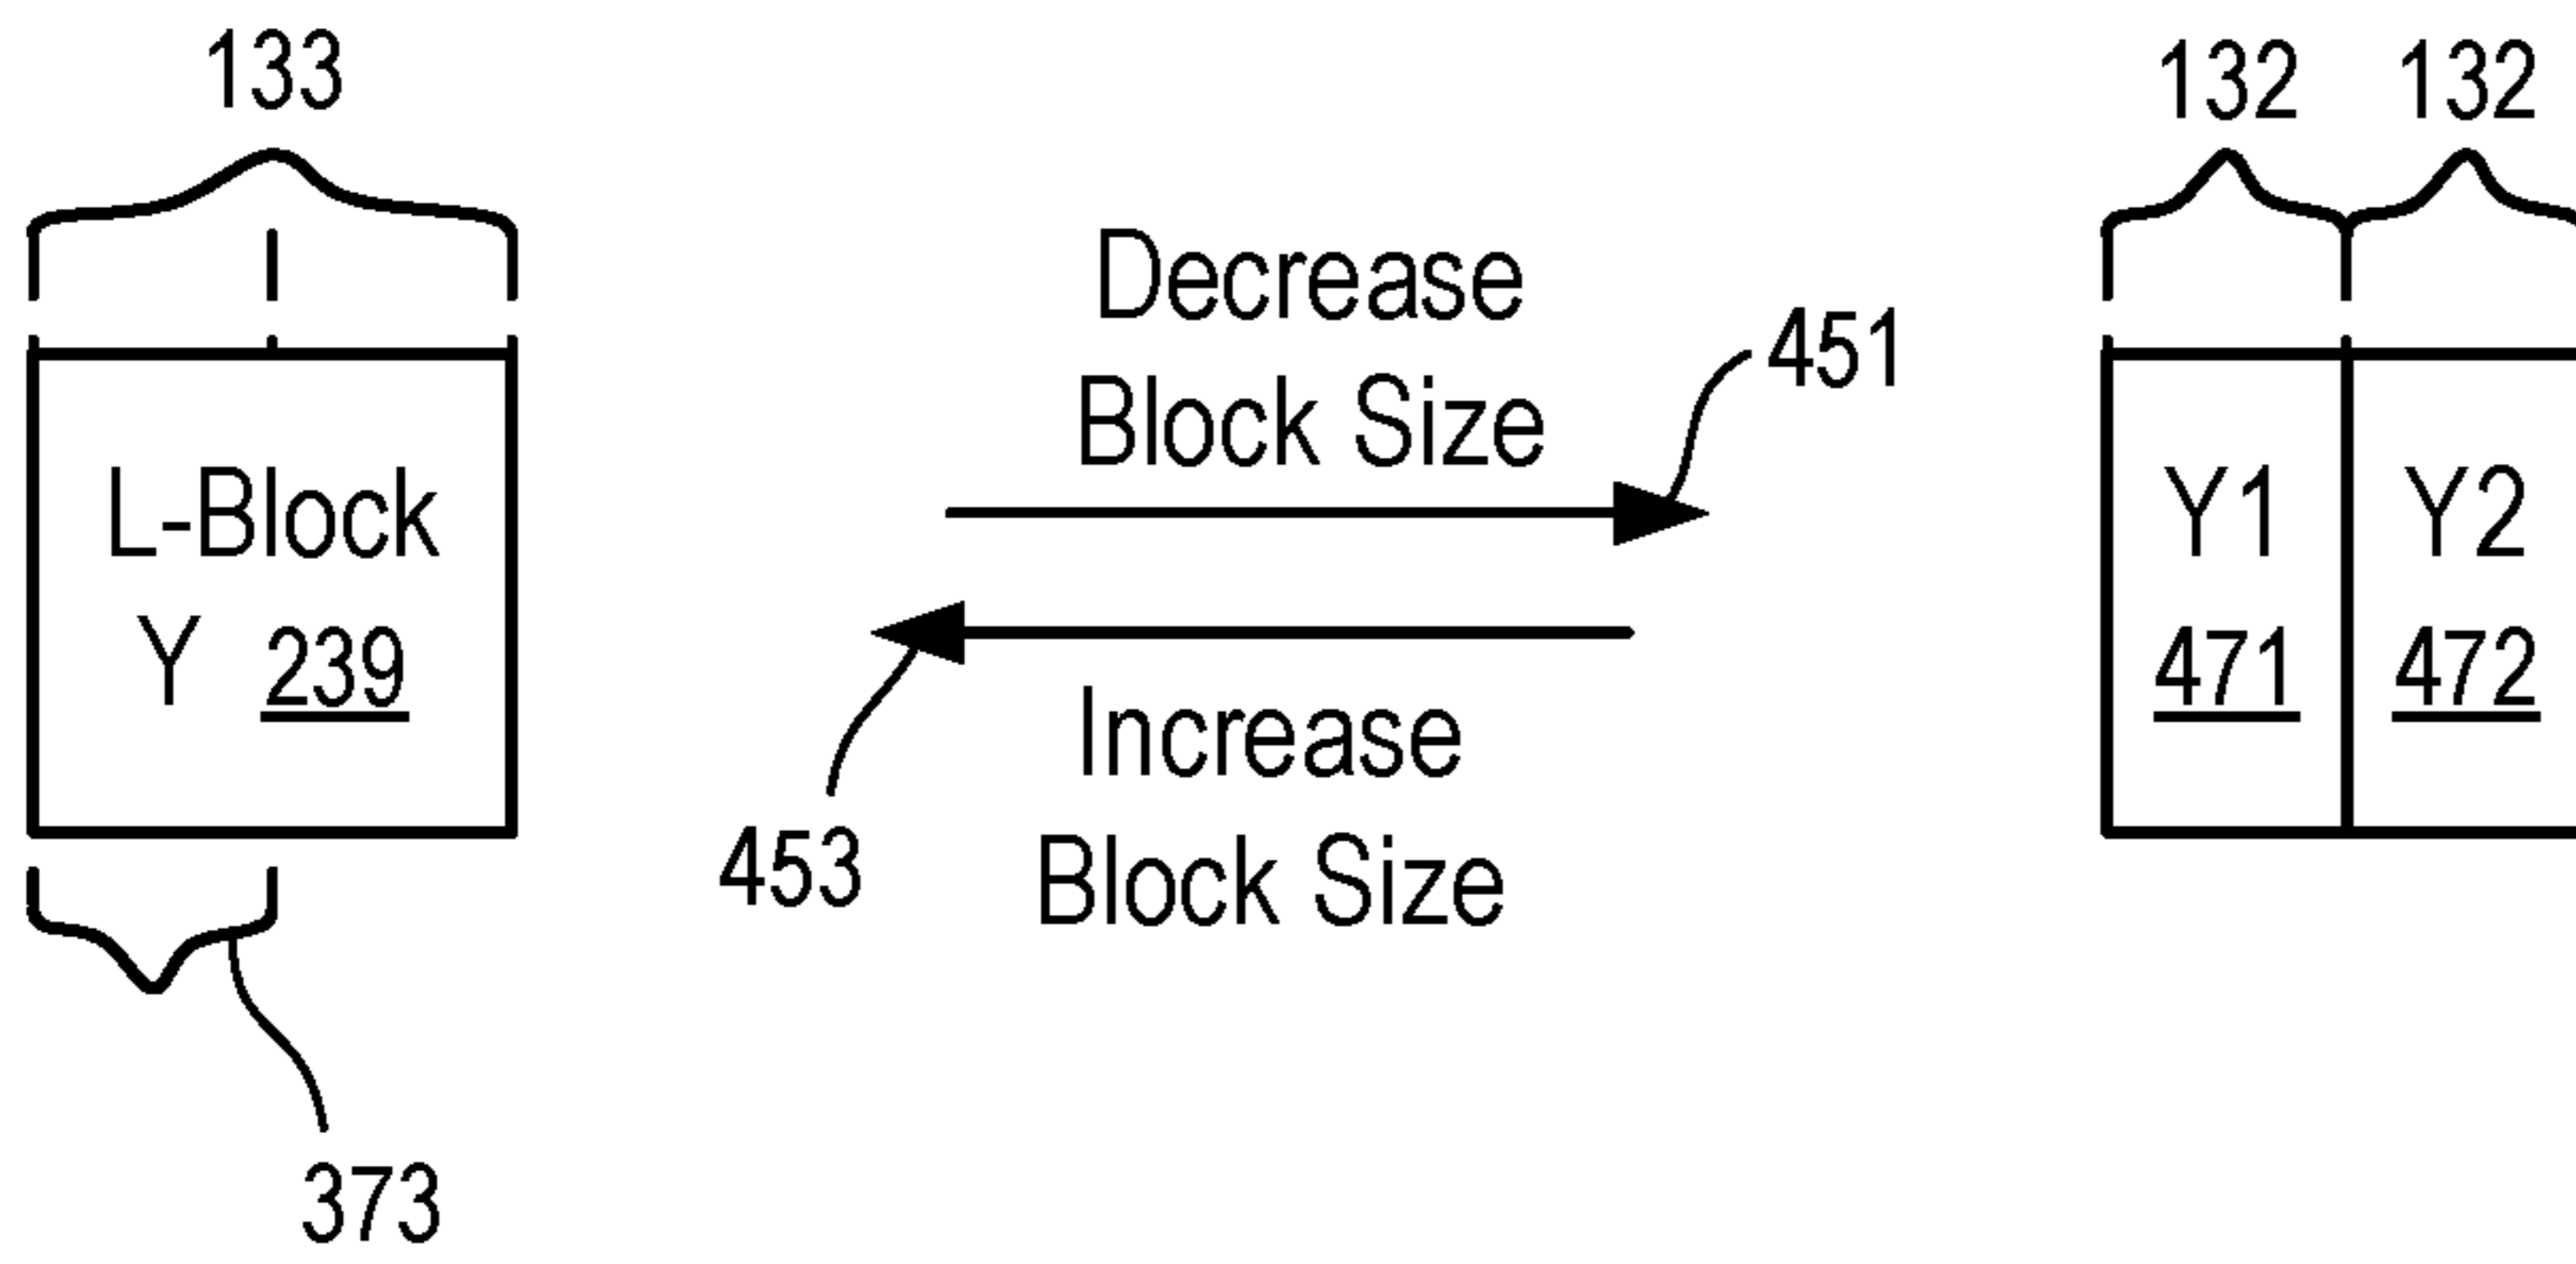 133
132 132
Decrease
Block Size
451
L-Block
Y 239
Y1
471
Y2
472
Increase
Block Size
453
373